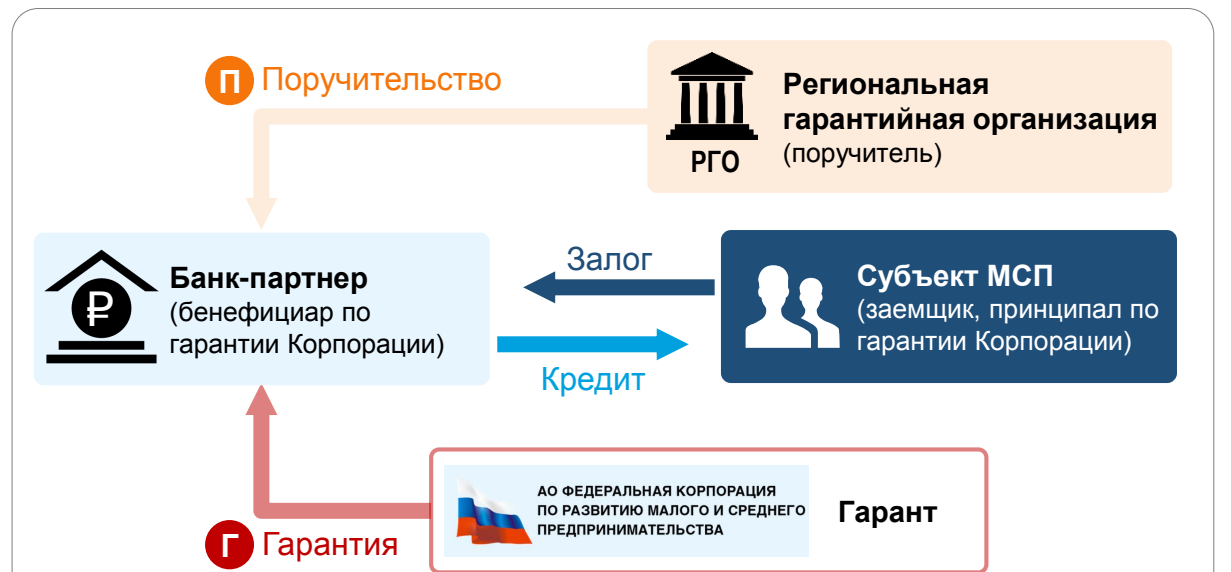 П Поручительство
Региональная
гарантийная организация
(поручитель)
РГО
Банк-партнер
(бенефициар по
гарантии Корпорации)
₽
Залог
Кредит
Субъект МСП
(заемщик, принципал по
гарантии Корпорации)
АО ФЕДЕРАЛЬНАЯ КОРПОРАЦИЯ
ПО РАЗВИТИЮ МАЛОГО И СРЕДНЕГО
ПРЕДПРИНИМАТЕЛЬСТВА
Гарант
Г Гарантия